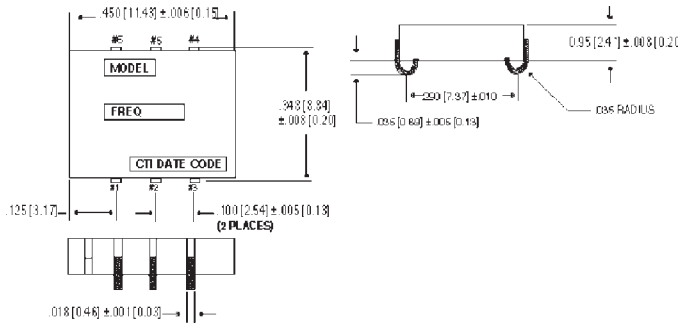 .450 [11.43] ±.006 [0.15]
#6 #5 #4
MODEL
FREQ
CTI DATE CODE
.348 [8.84]
±.008 [0.20]
#1 #2 #3
.125 [3.17]
.100 [2.54] ±.005 [0.13]
(2 PLACES)
.018 [0.46] ±.001 [0.03]
0.95 [2.4"] ±.008 [0.20
.290 [7.37] ±.010
.035 RADIUS
.035 [0.89] ±.005 [0.13]